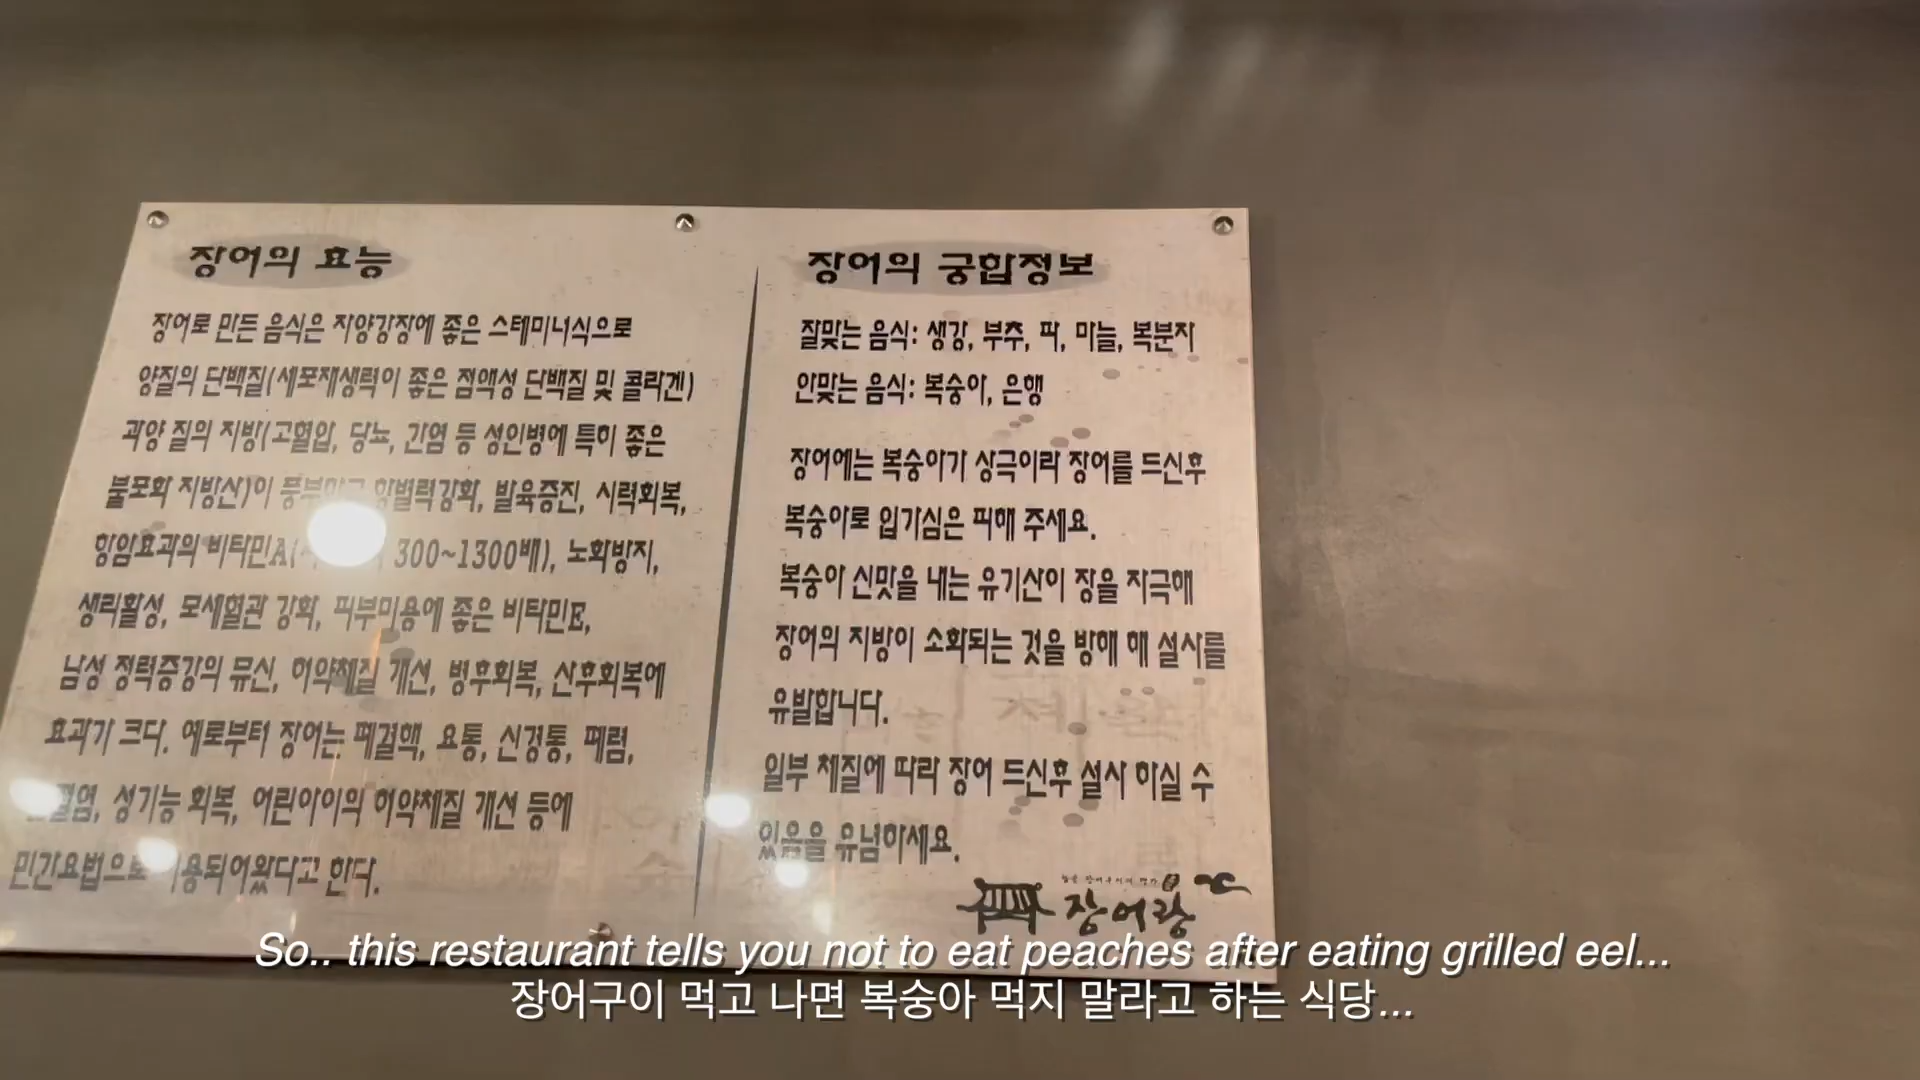 장어의 효능
장어로 만든 음식은 자양강장에 좋은 스테미너식으로
양질의 단백질(세포재생력이 좋은 점액성 단백질 및 콜라겐)
과양 질의 지방(고혈압, 당뇨, 간염 등 성인병에 특히 좋은
불포화 지방산)이 항별력강화, 발육증진, 시력회복,
항암효과의 비타민A( 300~1300배), 노화방지,
생리활성, 모세혈관 강화, 피부미용에 좋은 비타민E,
남성 정력증강의 뮤신, 허약체질 개선, 병후회복, 산후회복에
효과가 크다. 예로부터 장어는 폐결핵, 요통, 신경통, 폐렴,
성기능 회복, 어린아이의 허약체질 개선 등에
민간요법으로 되어왔다고 한다.
장어의 궁합정보
잘맞는 음식: 생강, 부추, 파, 마늘, 복분자
안맞는 음식: 복숭아, 은행
장어에는 복숭아가 상극이라 장어를 드신후
복숭아로 입가심은 피해 주세요.
복숭아 신맛을 내는 유기산이 장을 자극해
장어의 지방이 소화되는 것을 방해 해 설사를
유발합니다.
일부 체질에 따라 장어 드신후 설사 하실 수
있음을 유념하세요.
장어랑
So.. this restaurant tells you not to eat peaches after eating grilled eel...
장어구이 먹고 나면 복숭아 먹지 말라고 하는 식당...